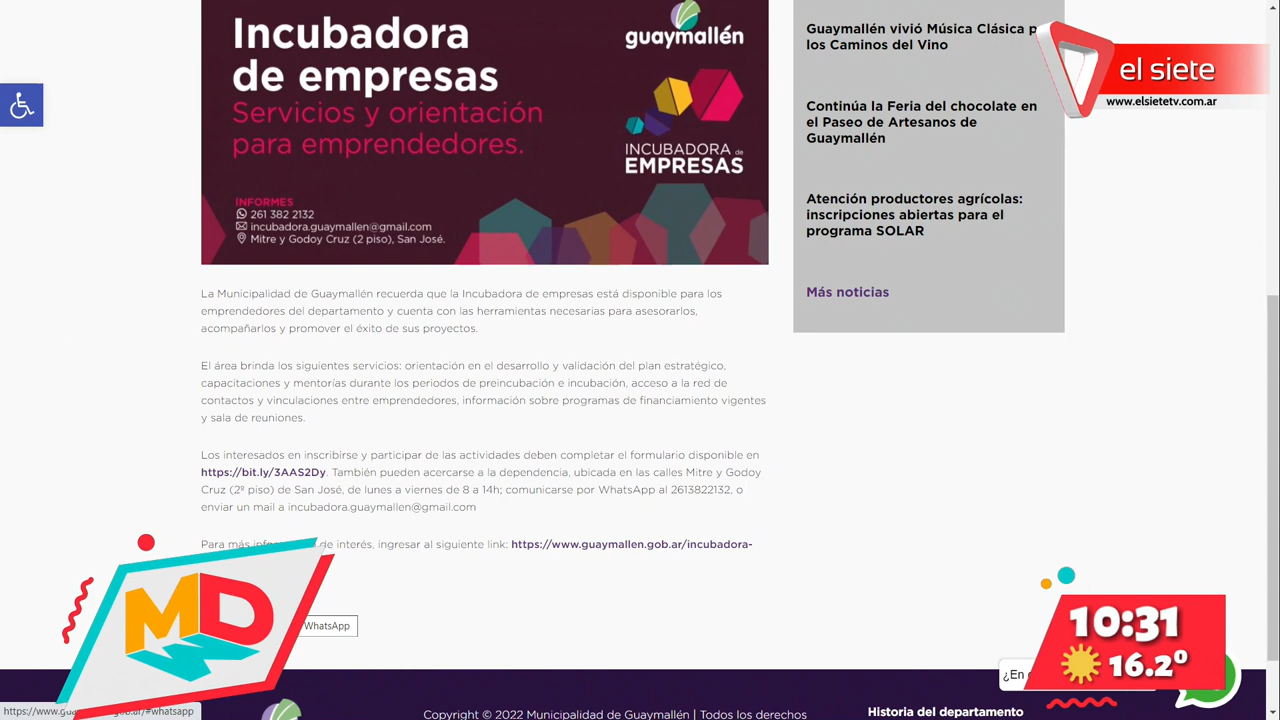 Incubadora
de empresas
Servicios y orientación
para emprendedores.
guaymallén
INCUBADORA de
EMPRESAS
INFORMES
261 382 2132
incubadora.guaymallen@gmail.com
Mitre y Godoy Cruz (2 piso), San José.
Guaymallén vivió Música Clásica p
los Caminos del Vino
Continúa la Feria del chocolate en
el Paseo de Artesanos de
Guaymallén
Atención productores agrícolas:
inscripciones abiertas para el
programa SOLAR
Más noticias
el siete
www.elsietetv.com.ar
La Municipalidad de Guaymallén recuerda que la Incubadora de empresas está disponible para los
emprendedores del departamento y cuenta con las herramientas necesarias para asesorarlos,
acompañarlos y promover el éxito de sus proyectos.
El área brinda los siguientes servicios: orientación en el desarrollo y validación del plan estratégico,
capacitaciones y mentorías durante los periodos de preincubación e incubación, acceso a la red de
contactos y vinculaciones entre emprendedores, información sobre programas de financiamiento vigentes
y sala de reuniones.
Los interesados en inscribirse y participar de las actividades deben completar el formulario disponible en
https://bit.ly/3AAS2Dy. También pueden acercarse a la dependencia, ubicada en las calles Mitre y Godoy
Cruz (2º piso) de San José, de lunes a viernes de 8 a 14h; comunicarse por WhatsApp al 2613822132, o
enviar un mail a incubadora.guaymallen@gmail.com
Para más de interés, ingresar al siguiente link: https://www.guaymallen.gob.ar/incubadora-
WhatsApp
MD
10:31
16.2º
¿En
https://www.gua gob.ar/#whatsapp
Copyright © 2022 Municipalidad de Guaymallén | Todos los derechos
Historia del departamento